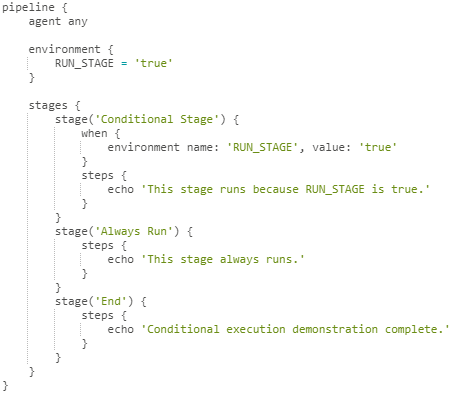 pipeline {
    agent any

    environment {
        RUN_STAGE = 'true'
    }

    stages {
        stage('Conditional Stage') {
            when {
                environment name: 'RUN_STAGE', value: 'true'
            }
            steps {
                echo 'This stage runs because RUN_STAGE is true.'
            }
        }
        stage('Always Run') {
            steps {
                echo 'This stage always runs.'
            }
        }
        stage('End') {
            steps {
                echo 'Conditional execution demonstration complete.'
            }
        }
    }
}